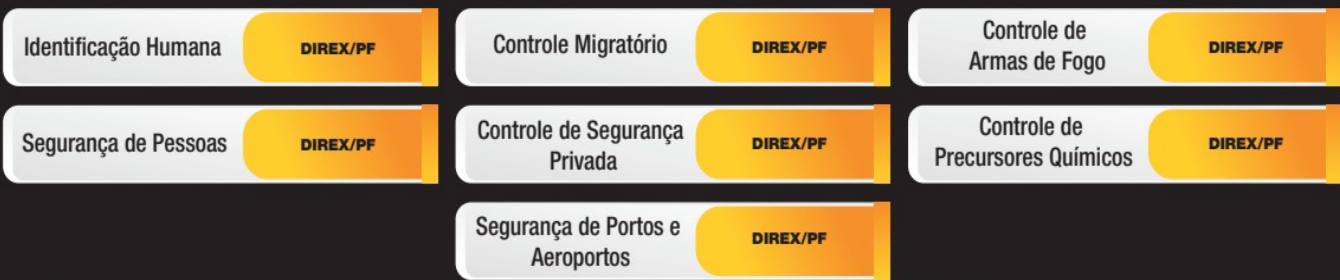 Identificação Humana
DIREX/PF
Controle Migratório
DIREX/PF
Controle de
Armas de Fogo
DIREX/PF
Segurança de Pessoas
DIREX/PF
Controle de Segurança
Privada
DIREX/PF
Controle de
Precursores Químicos
DIREX/PF
Segurança de Portos e
Aeroportos
DIREX/PF